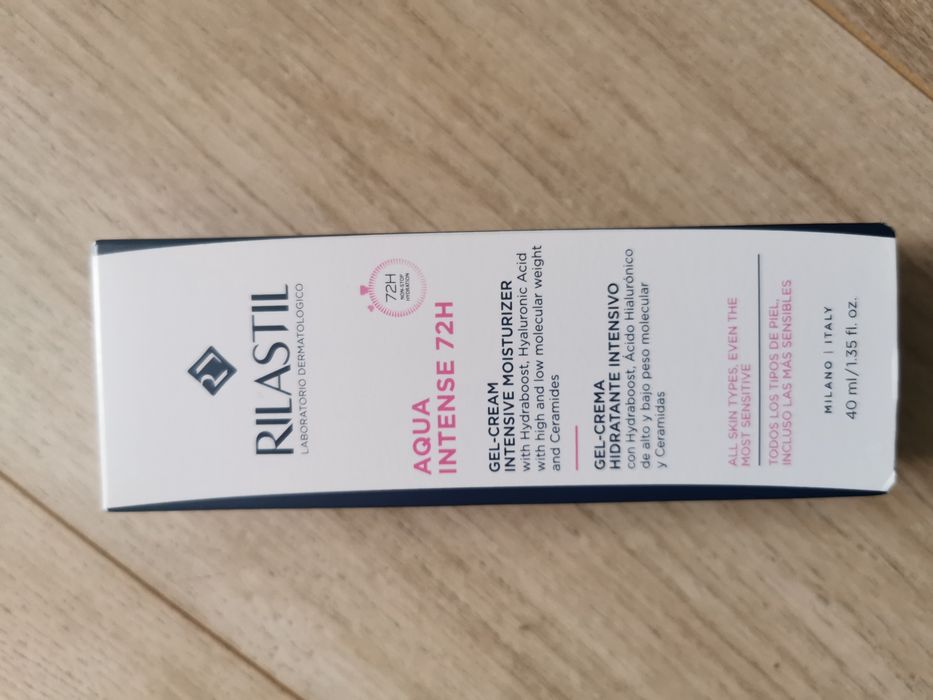 RILASTIL
LABORATORIO DERMATOLOGICO
72H
NON-STOP
HYDRATION
AQUA
INTENSE 72H
GEL-CREAM
INTENSIVE MOISTURIZER
with Hydraboost, Hyaluronic Acid
with high and low molecular weight
and Ceramides
GEL-CREMA
HIDRATANTE INTENSIVO
con Hydraboost, Ácido Hialurónico
de alto y bajo peso molecular
y Ceramidas
ALL SKIN TYPES, EVEN THE
MOST SENSITIVE
TODOS LOS TIPOS DE PIEL,
INCLUSO LAS MÁS SENSIBLES
MILANO | ITALY
40 ml/1.35 fl. oz.